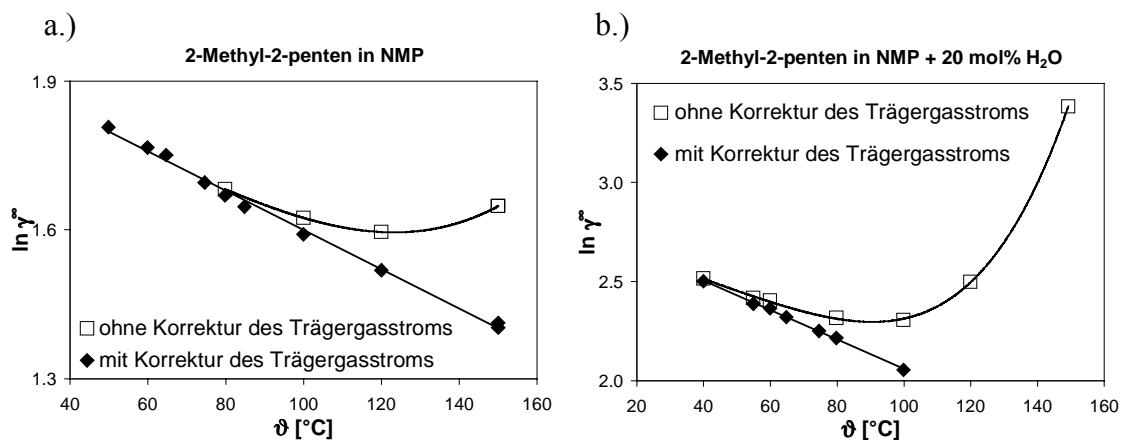 a.)
2-Methyl-2-penten in NMP
1.9
1.6
1.3
ln γ∞
40 60 80 100 120 140 160
ϑ [°C]
ohne Korrektur des Trägergasstroms
mit Korrektur des Trägergasstroms
b.)
2-Methyl-2-penten in NMP + 20 mol% H₂O
3.5
3.0
2.5
2.0
ln γ∞
20 40 60 80 100 120 140 160
ϑ [°C]
ohne Korrektur des Trägergasstroms
mit Korrektur des Trägergasstroms